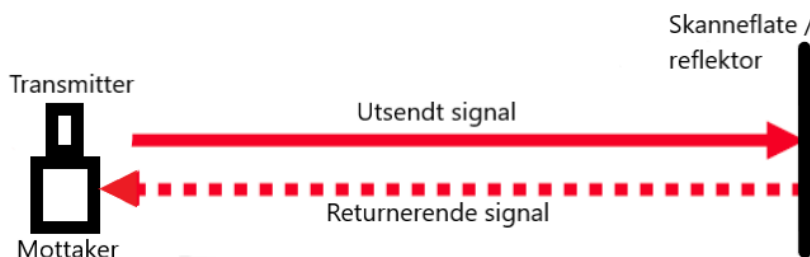 Skanneflate /
reflektor
Transmitter
Utsendt signal
Returnerende signal
Mottaker